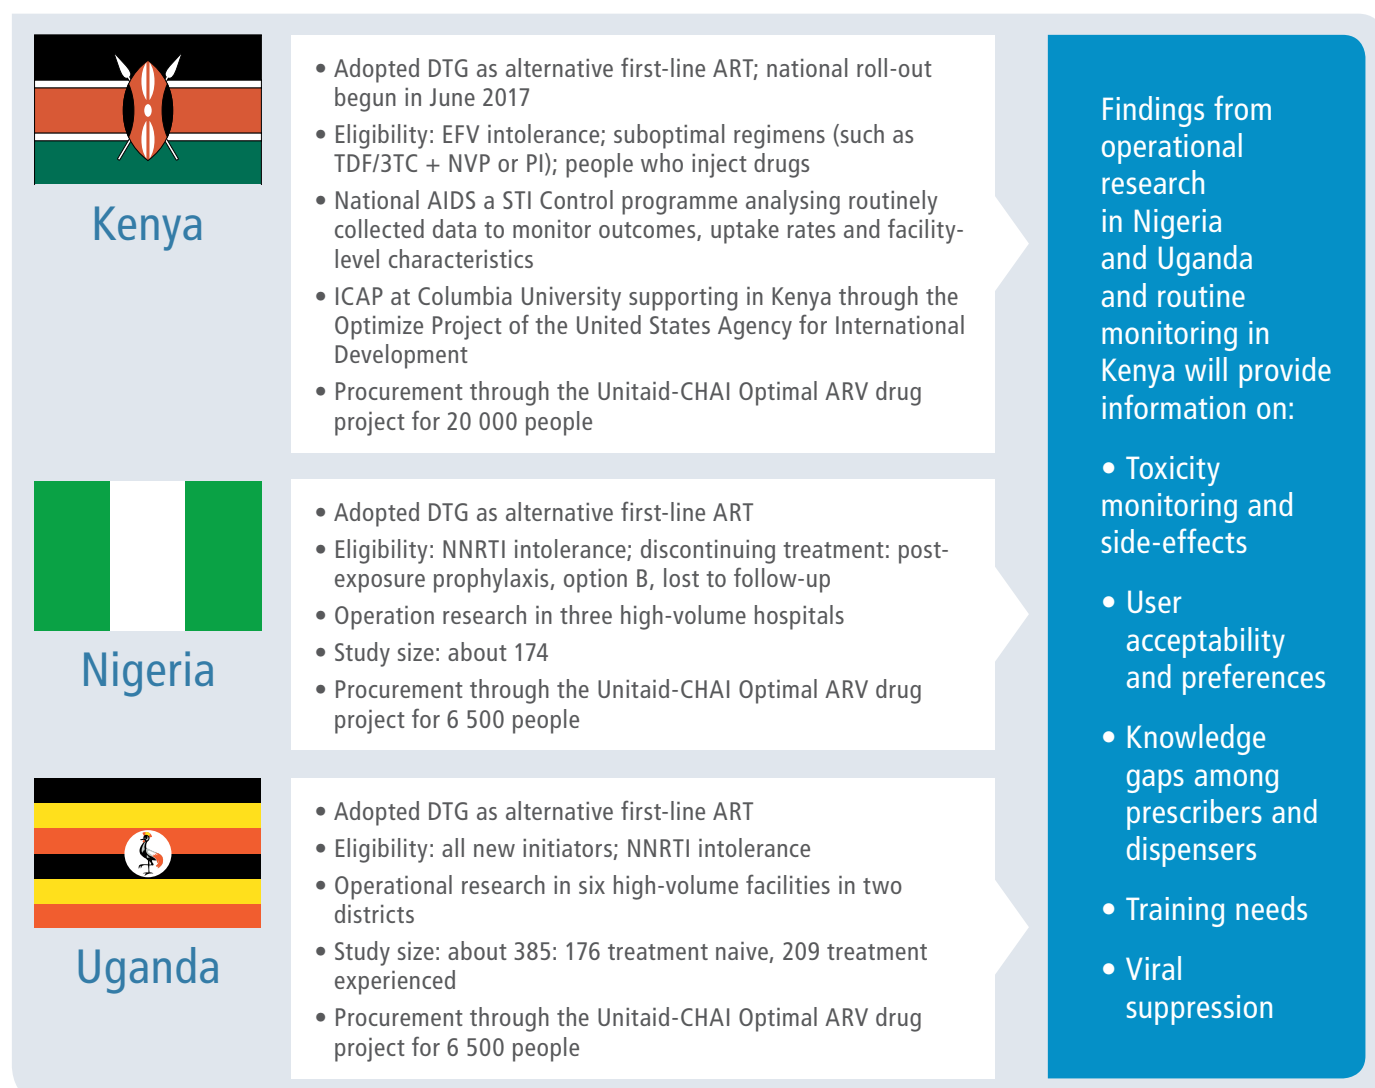 Kenya
• Adopted DTG as alternative first-line ART; national roll-out
begun in June 2017
• Eligibility: EFV intolerance; suboptimal regimens (such as
TDF/3TC + NVP or PI); people who inject drugs
• National AIDS a STI Control programme analysing routinely
collected data to monitor outcomes, uptake rates and facility-
level characteristics
• ICAP at Columbia University supporting in Kenya through the
Optimize Project of the United States Agency for International
Development
• Procurement through the Unitaid-CHAI Optimal ARV drug
project for 20 000 people
Nigeria
• Adopted DTG as alternative first-line ART
• Eligibility: NNRTI intolerance; discontinuing treatment: post-
exposure prophylaxis, option B, lost to follow-up
• Operation research in three high-volume hospitals
• Study size: about 174
• Procurement through the Unitaid-CHAI Optimal ARV drug
project for 6 500 people
Uganda
• Adopted DTG as alternative first-line ART
• Eligibility: all new initiators; NNRTI intolerance
• Operational research in six high-volume facilities in two
districts
• Study size: about 385: 176 treatment naive, 209 treatment
experienced
• Procurement through the Unitaid-CHAI Optimal ARV drug
project for 6 500 people
Findings from
operational
research
in Nigeria
and Uganda
and routine
monitoring in
Kenya will provide
information on:
• Toxicity
monitoring and
side-effects
• User
acceptability
and preferences
• Knowledge
gaps among
prescribers and
dispensers
• Training needs
• Viral
suppression